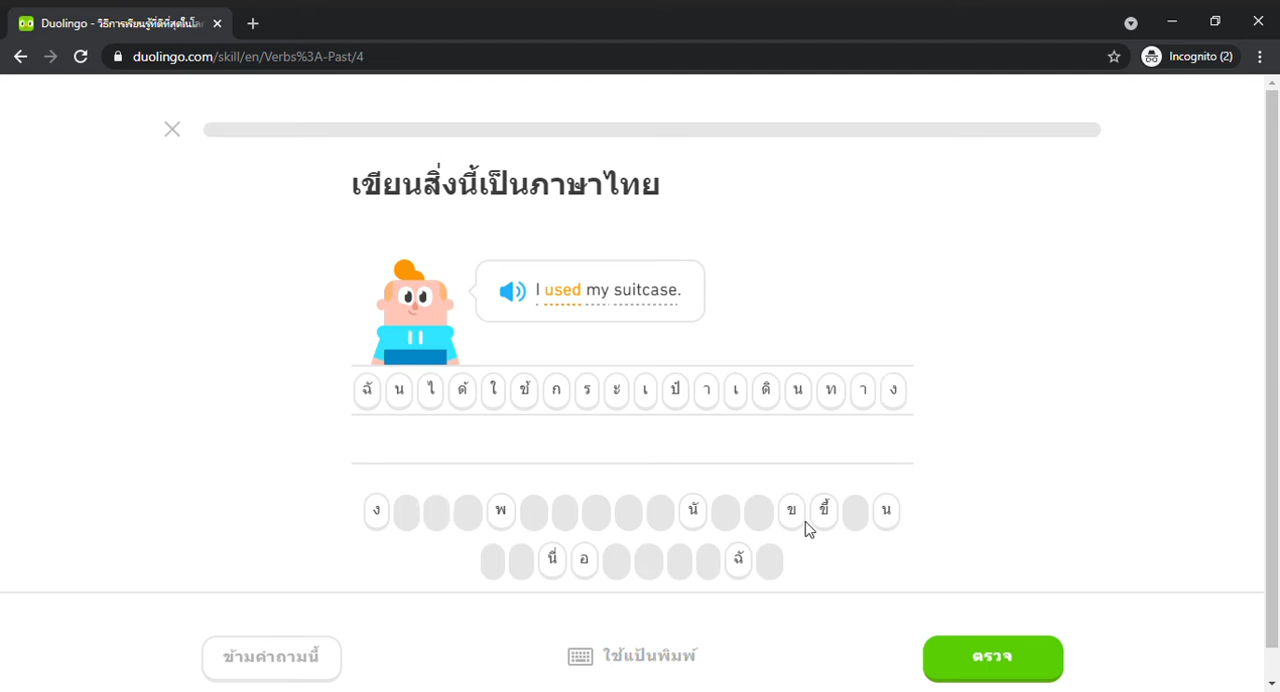 Duolingo - วิธีการเรียนรู้ที่ดีที่สุดในโล
duolingo.com/skill/en/Verbs%3A-Past/4
Incognito (2)
เขียนสิ่งนี้เป็นภาษาไทย
I used my suitcase.
ฉั น ไ ด้ ใ ช้ ก ร ะ เ ป๋ า เ ดิ น ท า ง
ง พ นั ข ขึ้ น
นี่ อ ฉั
ข้ามคำถามนี้
ใช้แป้นพิมพ์
ตรวจ